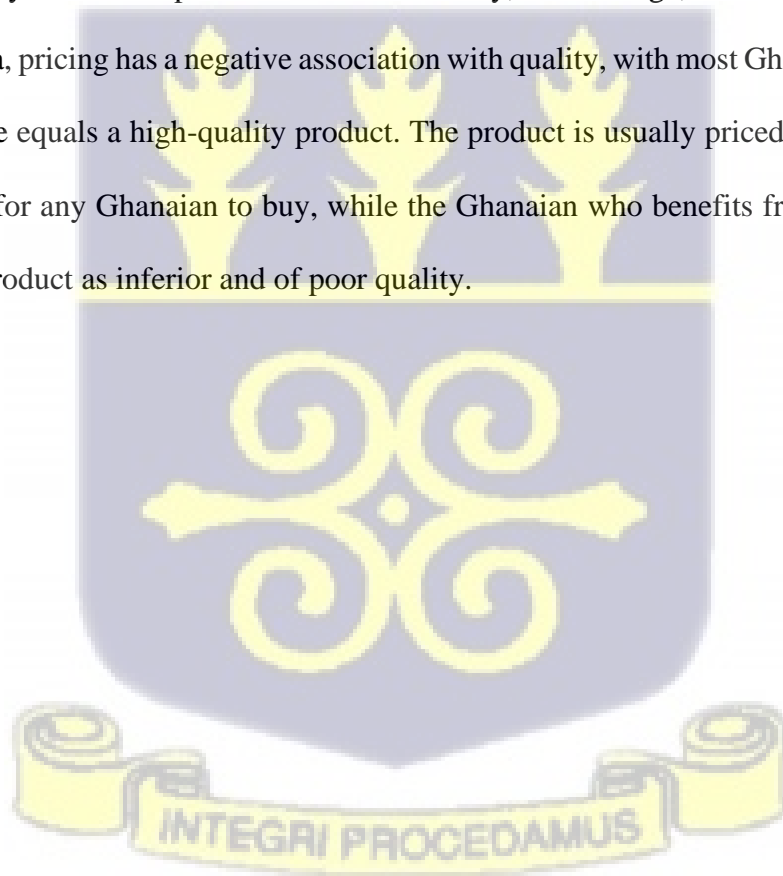 , pricing has a negative association with quality, with most Gh
e equals a high-quality product. The product is usually priced
for any Ghanaian to buy, while the Ghanaian who benefits fr
roduct as inferior and of poor quality.
INTEGRI PROCEDAMUS